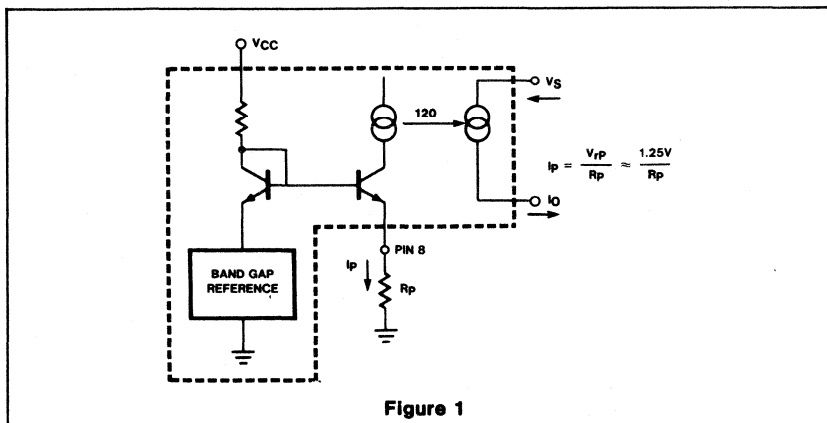 VCC
VS
120
Ip = Vrp / Rp ≈ 1.25V / Rp
IO
PIN 8
Ip
Rp
BAND GAP
REFERENCE
Figure 1